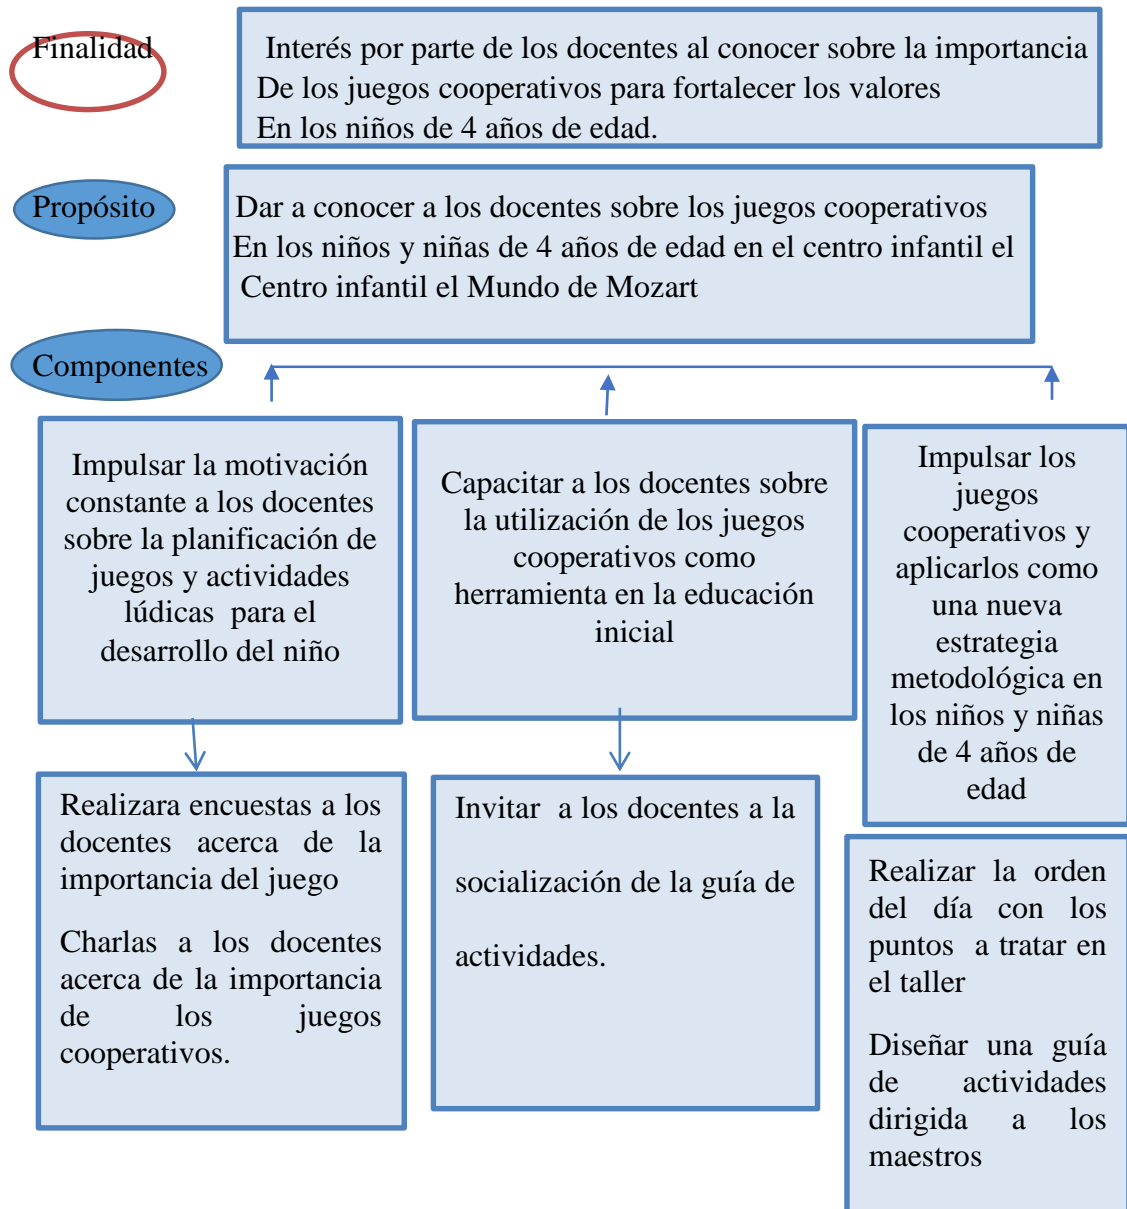 Finalidad
Interés por parte de los docentes al conocer sobre la importancia
De los juegos cooperativos para fortalecer los valores
En los niños de 4 años de edad.
Propósito
Dar a conocer a los docentes sobre los juegos cooperativos
En los niños y niñas de 4 años de edad en el centro infantil el
Centro infantil el Mundo de Mozart
Componentes
Impulsar la motivación
constante a los docentes
sobre la planificación de
juegos y actividades
lúdicas para el
desarrollo del niño
Capacitar a los docentes sobre
la utilización de los juegos
cooperativos como
herramienta en la educación
inicial
Impulsar los
juegos
cooperativos y
aplicarlos como
una nueva
estrategia
metodológica en
los niños y niñas
de 4 años de
edad
Realizara encuestas a los
docentes acerca de la
importancia del juego
Charlas a los docentes
acerca de la importancia
de los juegos
cooperativos.
Invitar a los docentes a la
socialización de la guía de
actividades.
Realizar la orden
del día con los
puntos a tratar en
el taller
Diseñar una guía
de actividades
dirigida a los
maestros